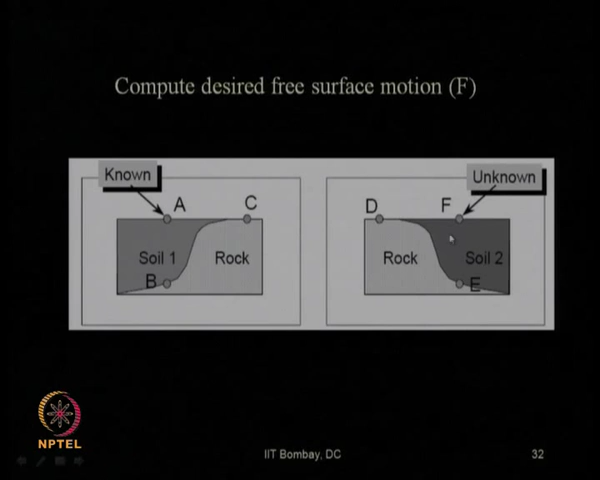 Compute desired free surface motion (F)
Known
Unknown
A
C
D
F
Soil 1
Rock
Rock
Soil 2
B
E
NPTEL
IIT Bombay, DC
32